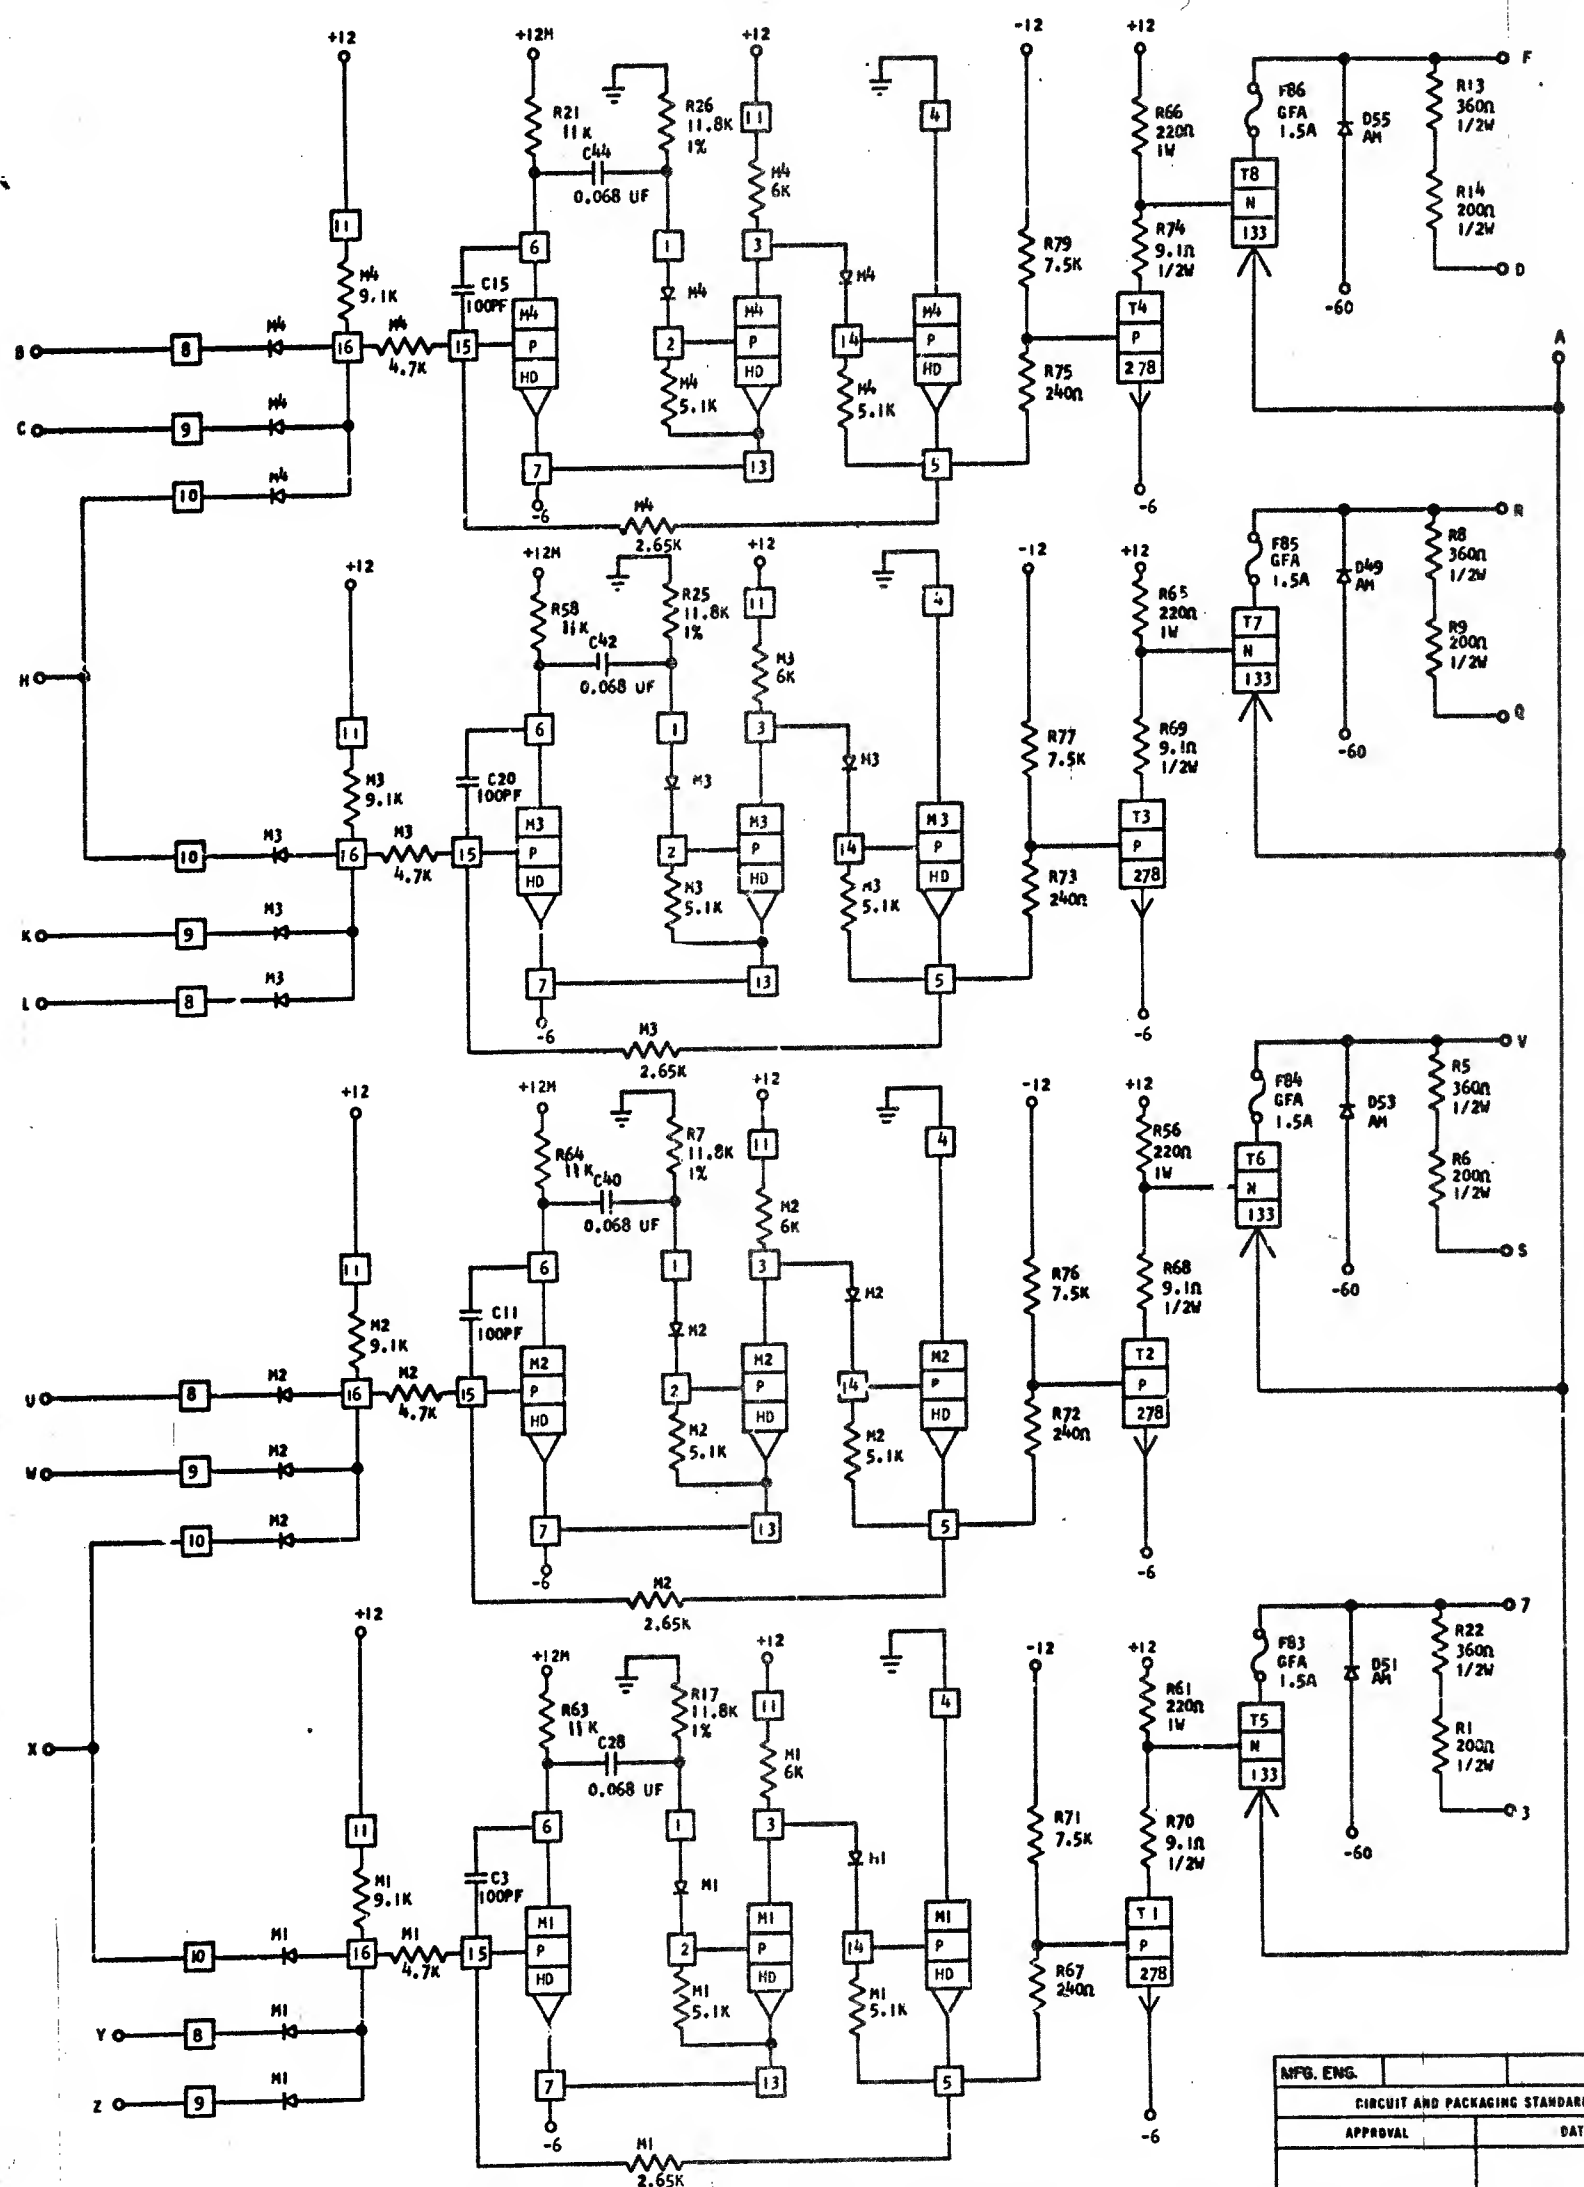 +12
+12M
+12
-12
+12
F
R21
11K
R26
11.8K
1%
C44
0.068 UF
11
4
M4
6K
R66
220Ω
1W
F86
GFA
1.5A
D55
AM
R13
360Ω
1/2W
T8
N
133
R14
200Ω
1/2W
11
6
1
3
R79
7.5K
R74
9.1Ω
1/2W
D
M4
9.1K
C15
100PF
M4
M4
-60
A
B
8
M4
16
M4
4.7K
15
M4
P
HD
2
M4
P
HD
14
M4
P
HD
T4
P
278
C
9
M4
M4
5.1K
M4
5.1K
R75
240Ω
10
M4
7
13
5
-6
M4
2.65K
-6
+12
+12M
+12
-12
+12
R
R58
11K
R25
11.8K
1%
C42
0.068 UF
11
4
M3
6K
R65
220Ω
1W
F85
GFA
1.5A
D49
AM
R8
360Ω
1/2W
T7
N
133
R9
200Ω
1/2W
H
11
6
1
3
R77
7.5K
R69
9.1Ω
1/2W
Q
-60
M3
9.1K
C20
100PF
M3
M3
10
M3
16
M3
4.7K
15
M3
P
HD
2
M3
P
HD
14
M3
P
HD
T3
P
278
K
9
M3
M3
5.1K
M3
5.1K
R73
240Ω
L
8
M3
7
13
5
-6
M3
2.65K
-6
+12
+12M
+12
-12
+12
V
R64
11K
R7
11.8K
1%
C40
0.068 UF
11
4
M2
6K
R56
220Ω
1W
F84
GFA
1.5A
D53
AM
R5
360Ω
1/2W
T6
N
133
R6
200Ω
1/2W
11
6
1
3
R76
7.5K
R68
9.1Ω
1/2W
S
-60
M2
9.1K
C11
100PF
M2
M2
U
8
M2
16
M2
4.7K
15
M2
P
HD
2
M2
P
HD
14
M2
P
HD
T2
P
278
W
9
M2
M2
5.1K
M2
5.1K
R72
240Ω
10
M2
7
13
5
-6
M2
2.65K
-6
+12
+12M
+12
-12
+12
7
R63
11K
R17
11.8K
1%
C28
0.068 UF
11
4
M1
6K
R61
220Ω
1W
F83
GFA
1.5A
D51
AM
R22
360Ω
1/2W
T5
N
133
R1
200Ω
1/2W
X
11
6
1
3
R71
7.5K
R70
9.1Ω
1/2W
3
-60
M1
9.1K
C3
100PF
M1
M1
10
M1
16
M1
4.7K
15
M1
P
HD
2
M1
P
HD
14
M1
P
HD
T1
P
278
Y
8
M1
M1
5.1K
M1
5.1K
R67
240Ω
Z
9
M1
7
13
5
-6
M1
2.65K
-6
MFG. ENG.
CIRCUIT AND PACKAGING STANDAR
APPROVAL
DAT